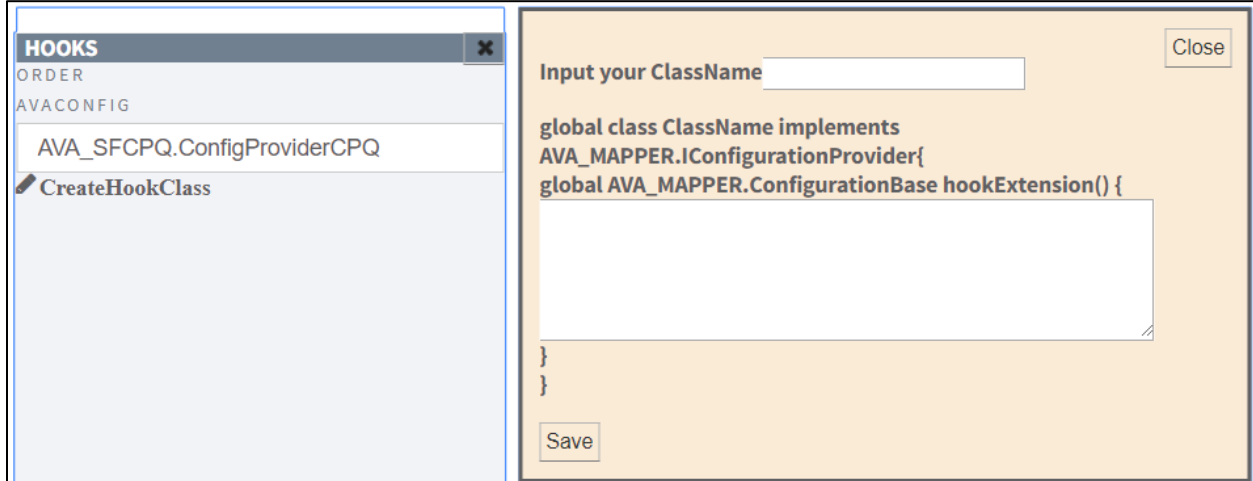 HOOKS
ORDER
AVACONFIG
AVA_SFCPQ.ConfigProviderCPQ
CreateHookClass
Close
Input your ClassName
global class ClassName implements
AVA_MAPPER.IConfigurationProvider{
global AVA_MAPPER.ConfigurationBase hookExtension() {
}
}
Save